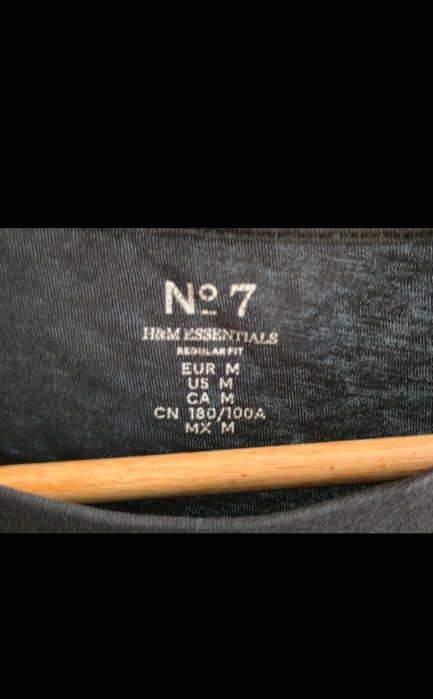 Nº 7
H&M ESSENTIALS
REGULAR FIT
EUR M
US M
CA M
CN 180/100A
MX M